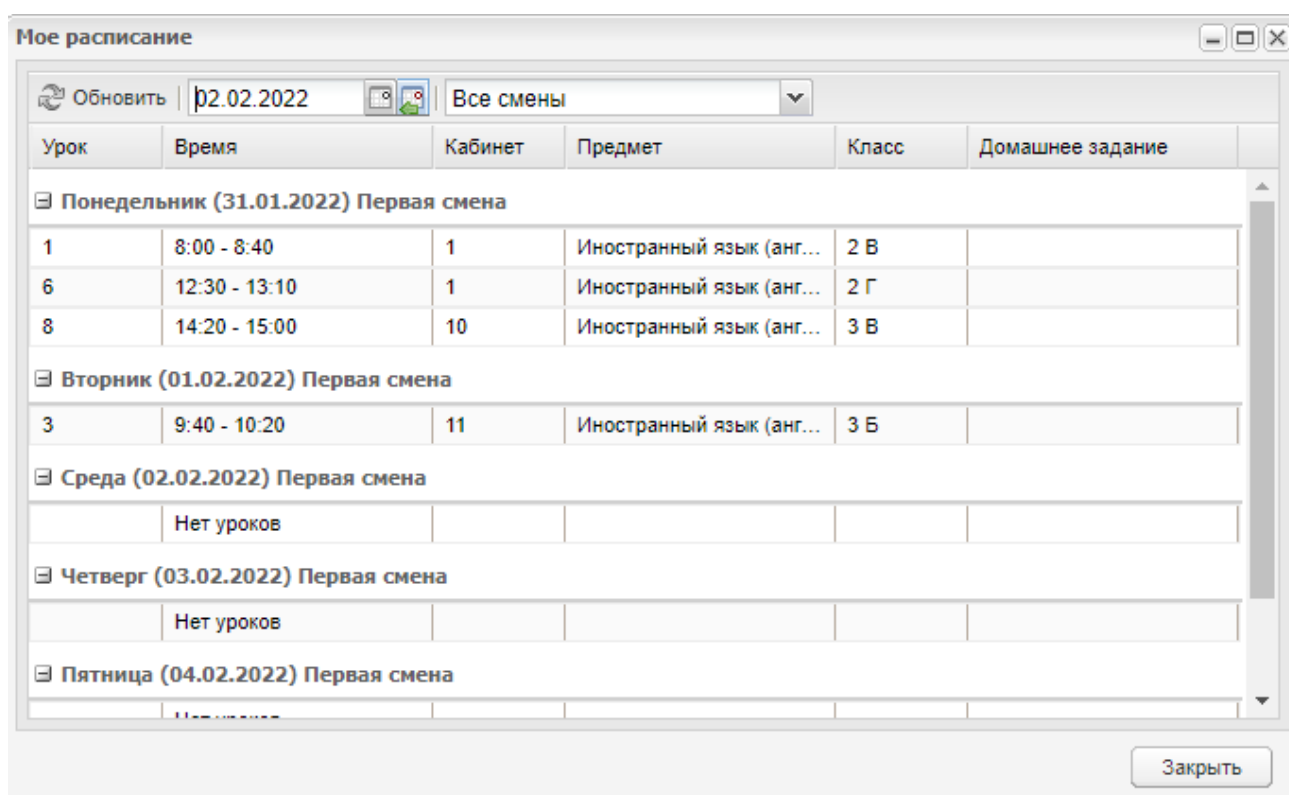 Мое расписание
Обновить 02.02.2022 Все смены
Урок Время Кабинет Предмет Класс Домашнее задание
Понедельник (31.01.2022) Первая смена
1 8:00 - 8:40 1 Иностранный язык (анг... 2 В
6 12:30 - 13:10 1 Иностранный язык (анг... 2 Г
8 14:20 - 15:00 10 Иностранный язык (анг... 3 В
Вторник (01.02.2022) Первая смена
3 9:40 - 10:20 11 Иностранный язык (анг... 3 Б
Среда (02.02.2022) Первая смена
Нет уроков
Четверг (03.02.2022) Первая смена
Нет уроков
Пятница (04.02.2022) Первая смена
Закрыть